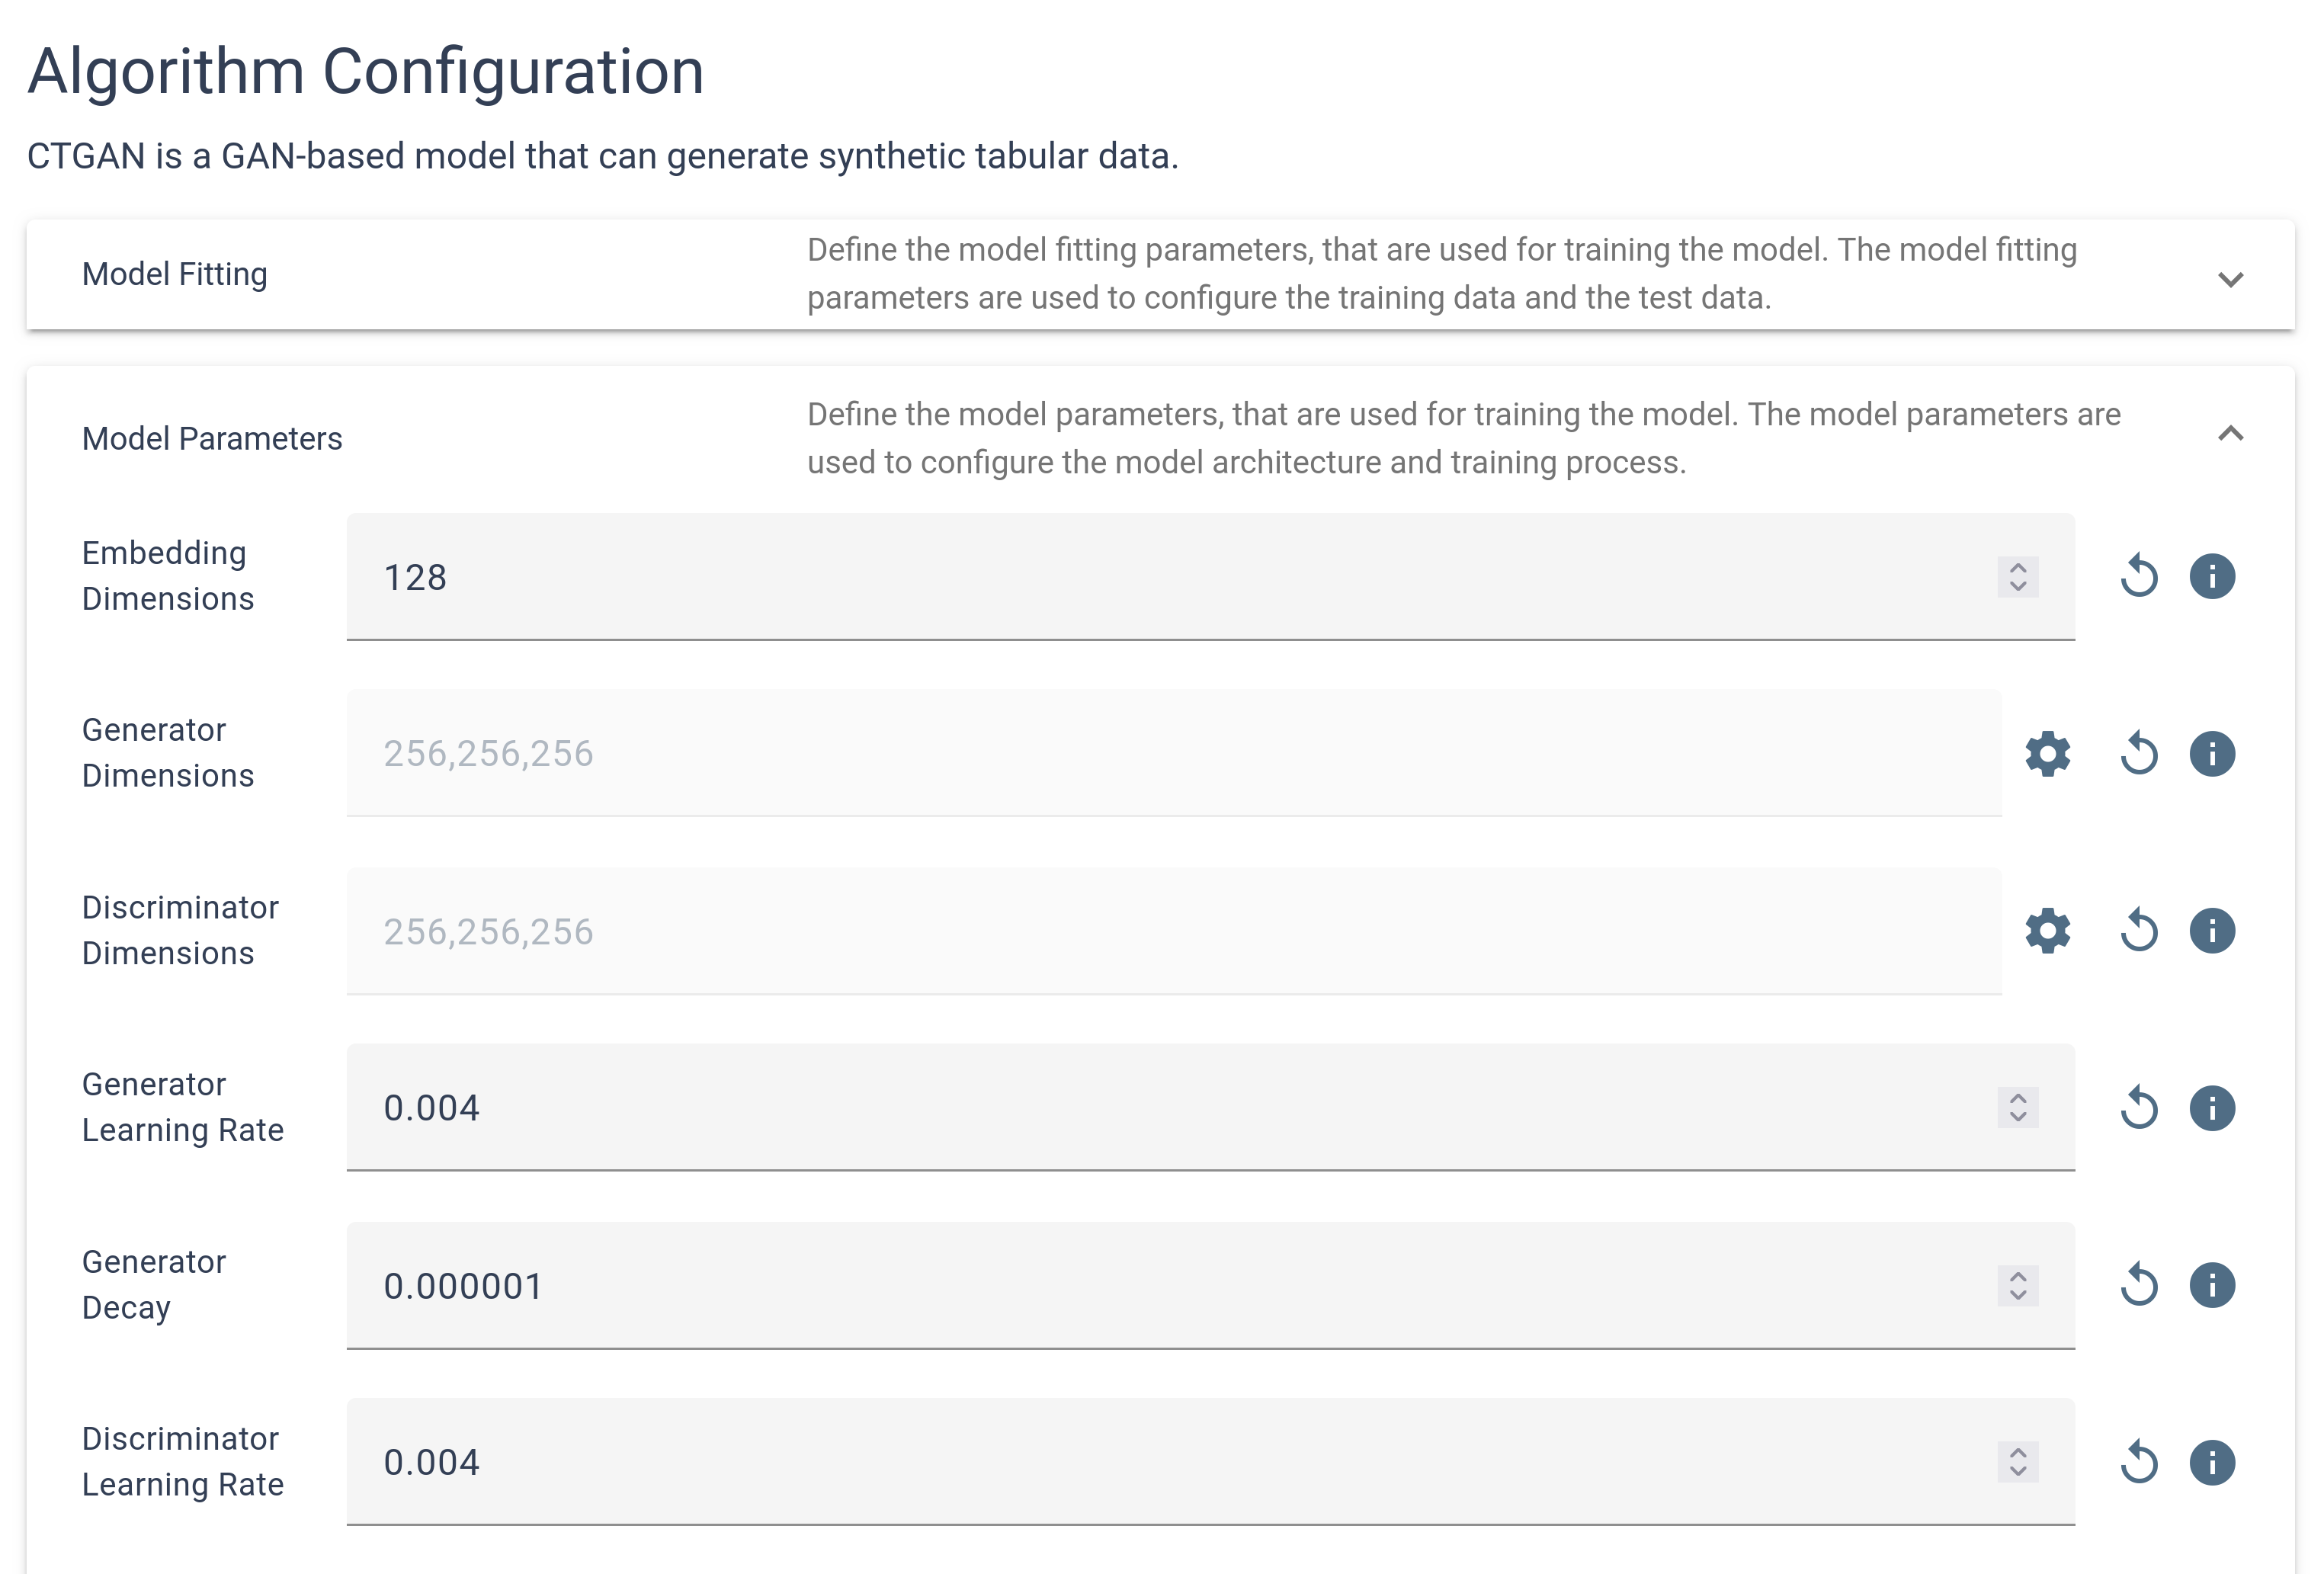 Algorithm Configuration
CTGAN is a GAN-based model that can generate synthetic tabular data.
Model Fitting
Define the model fitting parameters, that are used for training the model. The model fitting
parameters are used to configure the training data and the test data.
Model Parameters
Define the model parameters, that are used for training the model. The model parameters are
used to configure the model architecture and training process.
Embedding
Dimensions
128
Generator
Dimensions
256,256,256
Discriminator
Dimensions
256,256,256
Generator
Learning Rate
0.004
Generator
Decay
0.000001
Discriminator
Learning Rate
0.004